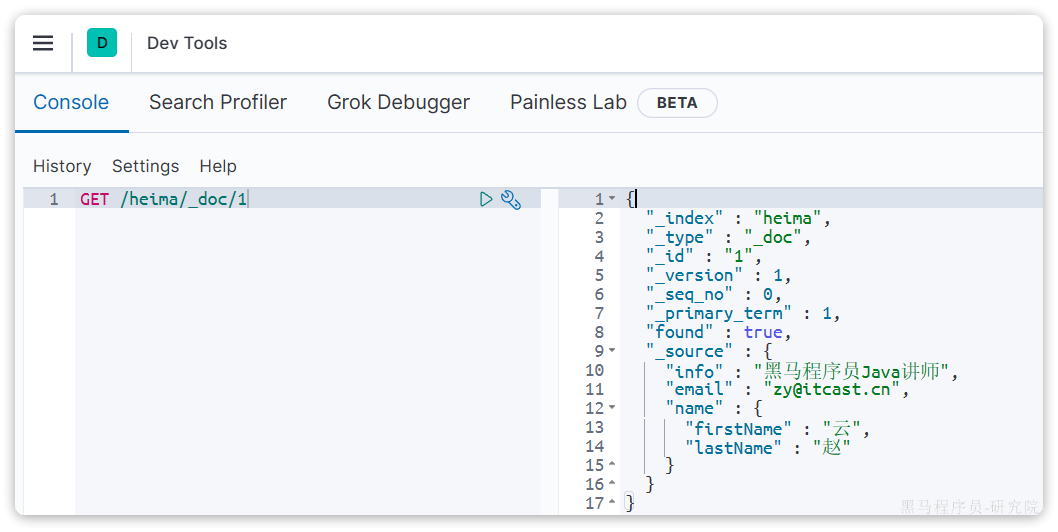 D Dev Tools
Console Search Profiler Grok Debugger Painless Lab BETA
History Settings Help
1 GET /heima/_doc/1
1 {
2 "_index" : "heima",
3 "_type" : "_doc",
4 "_id" : "1",
5 "_version" : 1,
6 "_seq_no" : 0,
7 "_primary_term" : 1,
8 "found" : true,
9 "_source" : {
10 "info" : "黑马程序员Java讲师",
11 "email" : "zy@itcast.cn",
12 "name" : {
13 "firstName" : "云",
14 "lastName" : "赵"
15 }
16 }
17 }
黑马程序员-研究院